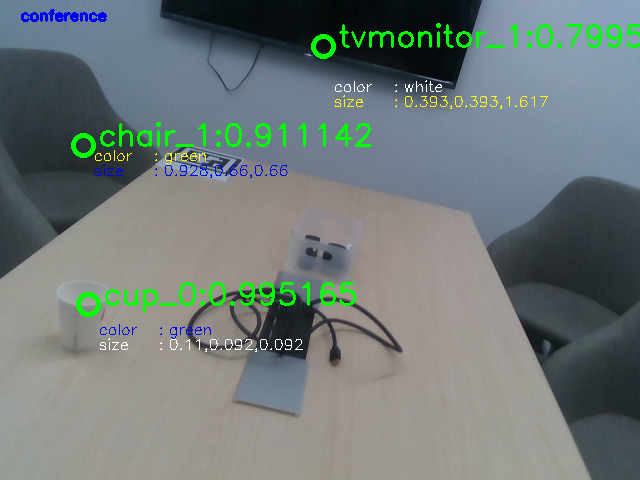 conference
tvmonitor_1:0.7995
color : white
size : 0.393,0.393,1.617
chair_1:0.911142
color : green
size : 0.928,0.66,0.66
cup_0:0.995165
color : green
size : 0.11,0.092,0.092